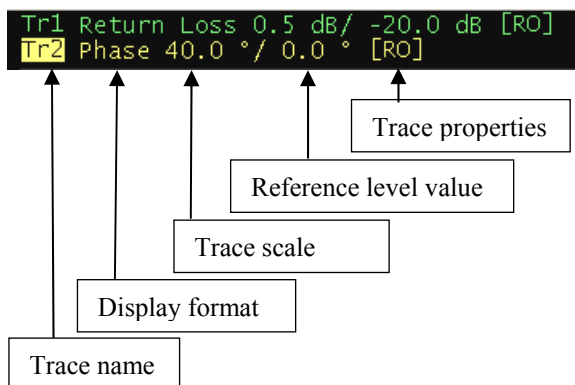 Tr1 Return Loss 0.5 dB/ -20.0 dB [RO]
Tr2 Phase 40.0 °/ 0.0 ° [RO]
Trace properties
Reference level value
Trace scale
Display format
Trace name